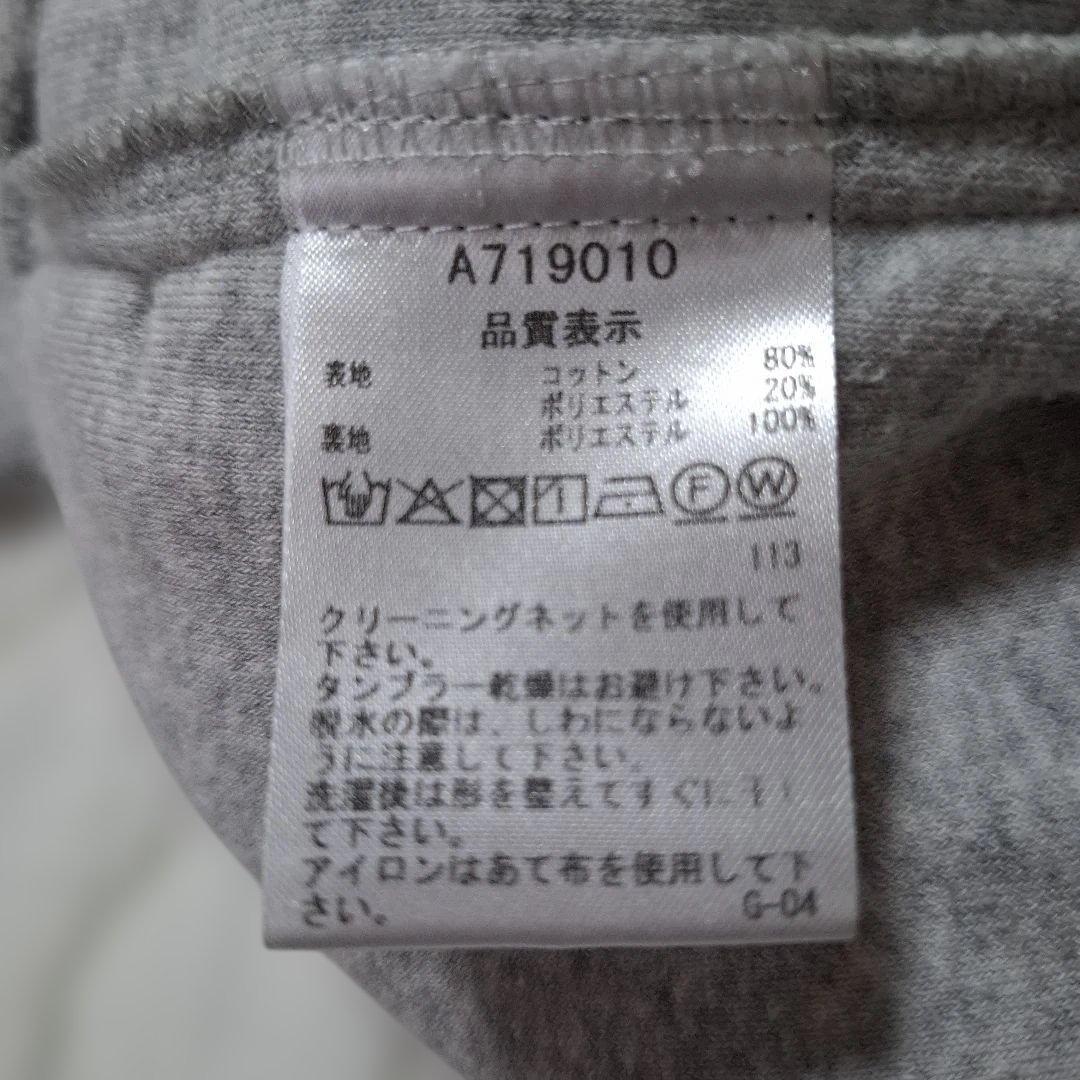 A719010
品質表示
表地 コットン 80%
ポリエステル 20%
裏地 ポリエステル 100%
F W
113
クリーニングネットを使用して
下さい。
タンブラー乾燥はお避け下さい。
脱水の際は、しわにならないよ
うに注意して下さい。
洗濯後は形を整えてすぐに
て下さい。
アイロンはあて布を使用して下
さい。
G-04